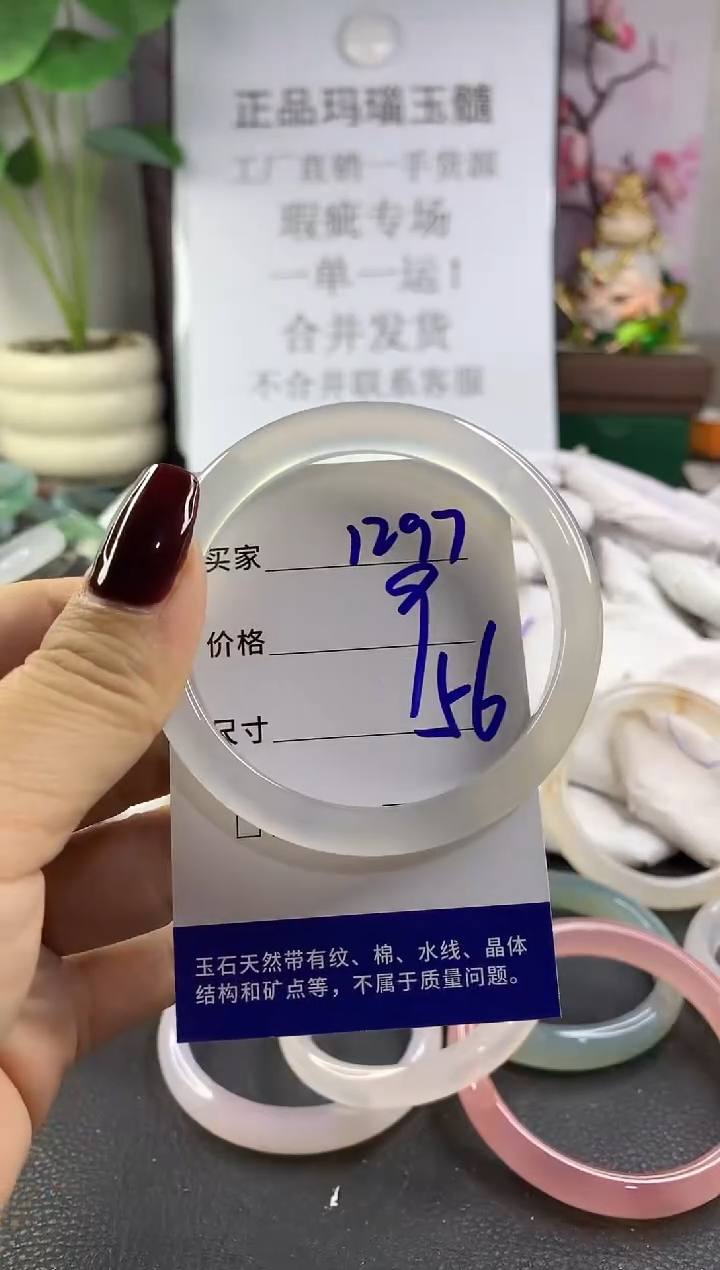 正品玛瑙玉髓
工厂直销一手货源
瑕疵专场
一单一运！
合并发货
不合并联系客服
买家 1297
价格 9
尺寸 56
玉石天然带有纹、棉、水线、晶体
结构和矿点等，不属于质量问题。